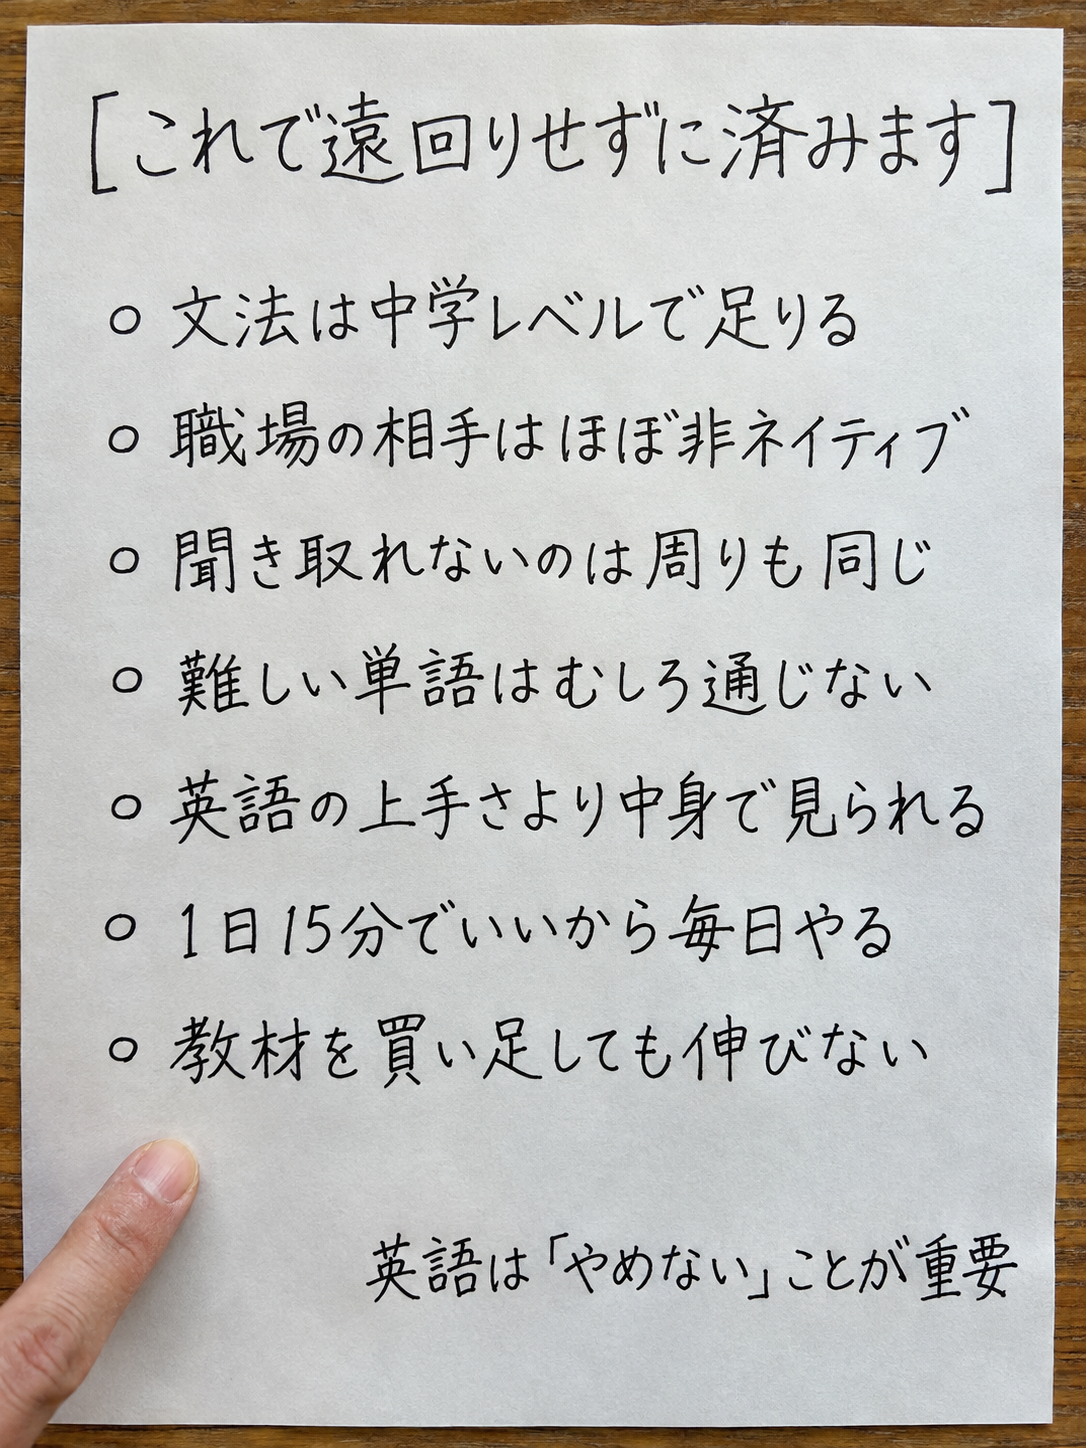 [これで遠回りせずに済みます]
○ 文法は中学レベルで足りる
○ 職場の相手はほぼ非ネイティブ
○ 聞き取れないのは周りも同じ
○ 難しい単語はむしろ通じない
○ 英語の上手さより中身で見られる
○ 1日15分でいいから毎日やる
○ 教材を買い足しても伸びない
英語は「やめない」ことが重要